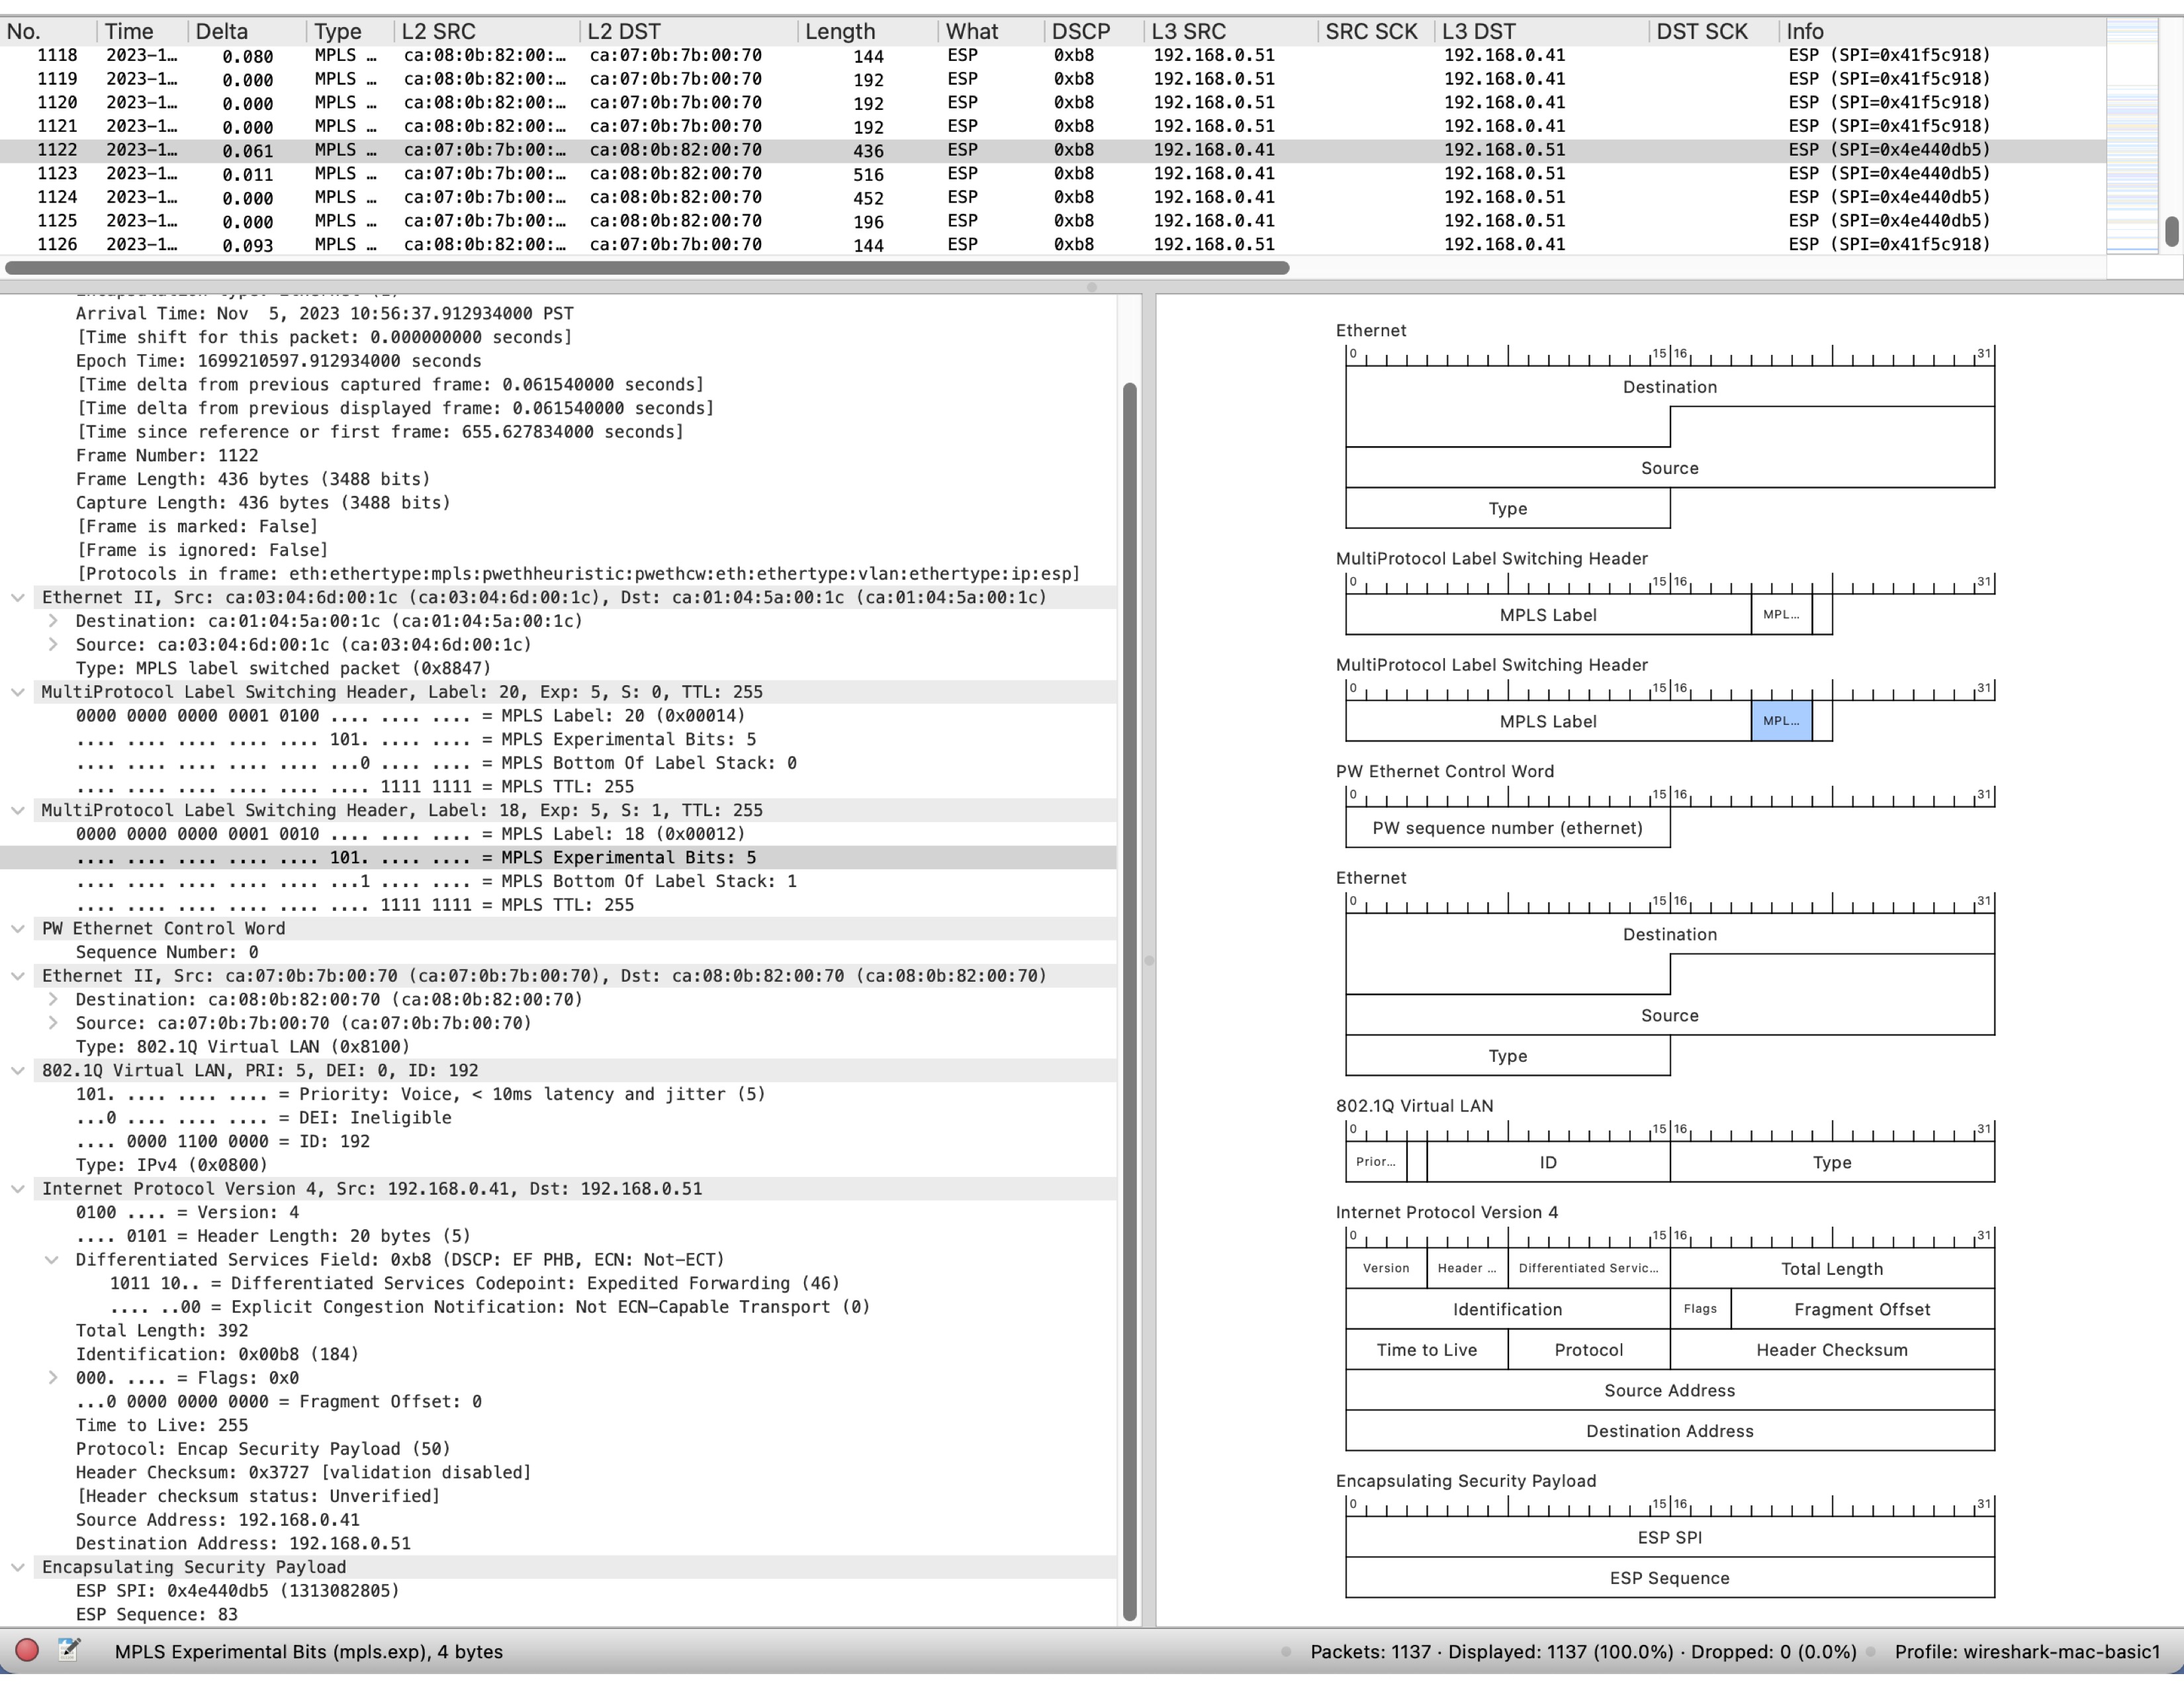 No. Time Delta Type L2 SRC L2 DST Length What DSCP L3 SRC SRC SCK L3 DST DST SCK Info
1118 2023-1… 0.080 MPLS … ca:08:0b:82:00:… ca:07:0b:7b:00:70 144 ESP 0xb8 192.168.0.51 192.168.0.41 ESP (SPI=0x41f5c918)
1119 2023-1… 0.000 MPLS … ca:08:0b:82:00:… ca:07:0b:7b:00:70 192 ESP 0xb8 192.168.0.51 192.168.0.41 ESP (SPI=0x41f5c918)
1120 2023-1… 0.000 MPLS … ca:08:0b:82:00:… ca:07:0b:7b:00:70 192 ESP 0xb8 192.168.0.51 192.168.0.41 ESP (SPI=0x41f5c918)
1121 2023-1… 0.000 MPLS … ca:08:0b:82:00:… ca:07:0b:7b:00:70 192 ESP 0xb8 192.168.0.51 192.168.0.41 ESP (SPI=0x41f5c918)
1122 2023-1… 0.061 MPLS … ca:07:0b:7b:00:… ca:08:0b:82:00:70 436 ESP 0xb8 192.168.0.41 192.168.0.51 ESP (SPI=0x4e440db5)
1123 2023-1… 0.011 MPLS … ca:07:0b:7b:00:… ca:08:0b:82:00:70 516 ESP 0xb8 192.168.0.41 192.168.0.51 ESP (SPI=0x4e440db5)
1124 2023-1… 0.000 MPLS … ca:07:0b:7b:00:… ca:08:0b:82:00:70 452 ESP 0xb8 192.168.0.41 192.168.0.51 ESP (SPI=0x4e440db5)
1125 2023-1… 0.000 MPLS … ca:07:0b:7b:00:… ca:08:0b:82:00:70 196 ESP 0xb8 192.168.0.41 192.168.0.51 ESP (SPI=0x4e440db5)
1126 2023-1… 0.093 MPLS … ca:08:0b:82:00:… ca:07:0b:7b:00:70 144 ESP 0xb8 192.168.0.51 192.168.0.41 ESP (SPI=0x41f5c918)
Arrival Time: Nov  5, 2023 10:56:37.912934000 PST
[Time shift for this packet: 0.000000000 seconds]
Epoch Time: 1699210597.912934000 seconds
[Time delta from previous captured frame: 0.061540000 seconds]
[Time delta from previous displayed frame: 0.061540000 seconds]
[Time since reference or first frame: 655.627834000 seconds]
Frame Number: 1122
Frame Length: 436 bytes (3488 bits)
Capture Length: 436 bytes (3488 bits)
[Frame is marked: False]
[Frame is ignored: False]
[Protocols in frame: eth:ethertype:mpls:pwethheuristic:pwethcw:eth:ethertype:vlan:ethertype:ip:esp]
Ethernet II, Src: ca:03:04:6d:00:1c (ca:03:04:6d:00:1c), Dst: ca:01:04:5a:00:1c (ca:01:04:5a:00:1c)
Destination: ca:01:04:5a:00:1c (ca:01:04:5a:00:1c)
Source: ca:03:04:6d:00:1c (ca:03:04:6d:00:1c)
Type: MPLS label switched packet (0x8847)
MultiProtocol Label Switching Header, Label: 20, Exp: 5, S: 0, TTL: 255
0000 0000 0000 0001 0100 .... .... .... = MPLS Label: 20 (0x00014)
.... .... .... .... .... 101. .... .... = MPLS Experimental Bits: 5
.... .... .... .... .... ...0 .... .... = MPLS Bottom Of Label Stack: 0
.... .... .... .... .... .... 1111 1111 = MPLS TTL: 255
MultiProtocol Label Switching Header, Label: 18, Exp: 5, S: 1, TTL: 255
0000 0000 0000 0001 0010 .... .... .... = MPLS Label: 18 (0x00012)
.... .... .... .... .... 101. .... .... = MPLS Experimental Bits: 5
.... .... .... .... .... ...1 .... .... = MPLS Bottom Of Label Stack: 1
.... .... .... .... .... .... 1111 1111 = MPLS TTL: 255
PW Ethernet Control Word
Sequence Number: 0
Ethernet II, Src: ca:07:0b:7b:00:70 (ca:07:0b:7b:00:70), Dst: ca:08:0b:82:00:70 (ca:08:0b:82:00:70)
Destination: ca:08:0b:82:00:70 (ca:08:0b:82:00:70)
Source: ca:07:0b:7b:00:70 (ca:07:0b:7b:00:70)
Type: 802.1Q Virtual LAN (0x8100)
802.1Q Virtual LAN, PRI: 5, DEI: 0, ID: 192
101. .... .... .... = Priority: Voice, < 10ms latency and jitter (5)
...0 .... .... .... = DEI: Ineligible
.... 0000 1100 0000 = ID: 192
Type: IPv4 (0x0800)
Internet Protocol Version 4, Src: 192.168.0.41, Dst: 192.168.0.51
0100 .... = Version: 4
.... 0101 = Header Length: 20 bytes (5)
Differentiated Services Field: 0xb8 (DSCP: EF PHB, ECN: Not-ECT)
1011 10.. = Differentiated Services Codepoint: Expedited Forwarding (46)
.... ..00 = Explicit Congestion Notification: Not ECN-Capable Transport (0)
Total Length: 392
Identification: 0x00b8 (184)
000. .... = Flags: 0x0
...0 0000 0000 0000 = Fragment Offset: 0
Time to Live: 255
Protocol: Encap Security Payload (50)
Header Checksum: 0x3727 [validation disabled]
[Header checksum status: Unverified]
Source Address: 192.168.0.41
Destination Address: 192.168.0.51
Encapsulating Security Payload
ESP SPI: 0x4e440db5 (1313082805)
ESP Sequence: 83
Ethernet
0 15 16 31
Destination
Source
Type
MultiProtocol Label Switching Header
0 15 16 31
MPLS Label MPL…
MultiProtocol Label Switching Header
0 15 16 31
MPLS Label MPL…
PW Ethernet Control Word
0 15 16 31
PW sequence number (ethernet)
Ethernet
0 15 16 31
Destination
Source
Type
802.1Q Virtual LAN
0 15 16 31
Prior… ID Type
Internet Protocol Version 4
0 15 16 31
Version Header … Differentiated Servic… Total Length
Identification Flags Fragment Offset
Time to Live Protocol Header Checksum
Source Address
Destination Address
Encapsulating Security Payload
0 15 16 31
ESP SPI
ESP Sequence
MPLS Experimental Bits (mpls.exp), 4 bytes Packets: 1137 · Displayed: 1137 (100.0%) · Dropped: 0 (0.0%) Profile: wireshark-mac-basic1